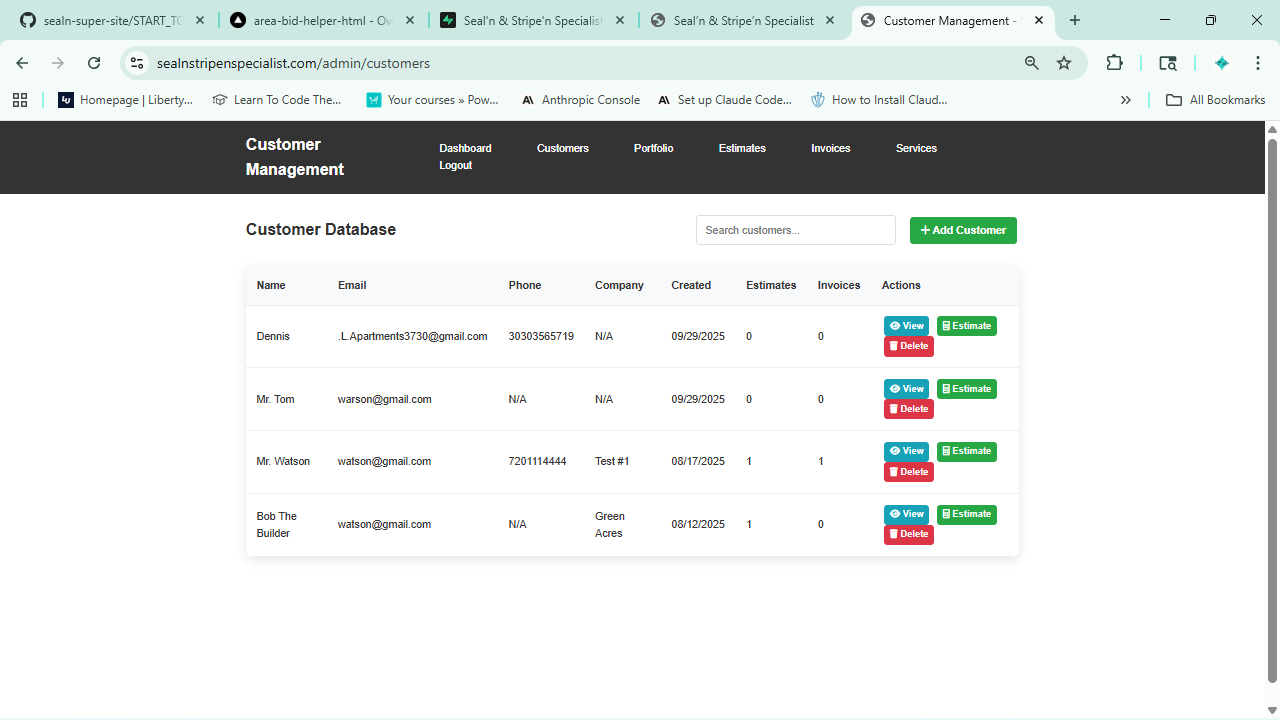 sealn-super-site/START_TO
area-bid-helper-html - Ov
Seal'n & Stripe'n Specialist
Seal'n & Stripe'n Specialist
Customer Management -
sealnstripenspecialist.com/admin/customers
Homepage | Liberty...
Learn To Code The...
Your courses » Pow...
Anthropic Console
Set up Claude Code...
How to Install Claud...
All Bookmarks
Customer
Management
Dashboard Customers Portfolio Estimates Invoices Services
Logout
Customer Database
Search customers...
Add Customer
Name Email Phone Company Created Estimates Invoices Actions
Dennis .L.Apartments3730@gmail.com 30303565719 N/A 09/29/2025 0 0 View Estimate
Delete
Mr. Tom warson@gmail.com N/A N/A 09/29/2025 0 0 View Estimate
Delete
Mr. Watson watson@gmail.com 7201114444 Test #1 08/17/2025 1 1 View Estimate
Delete
Bob The
Builder watson@gmail.com N/A Green
Acres 08/12/2025 1 0 View Estimate
Delete